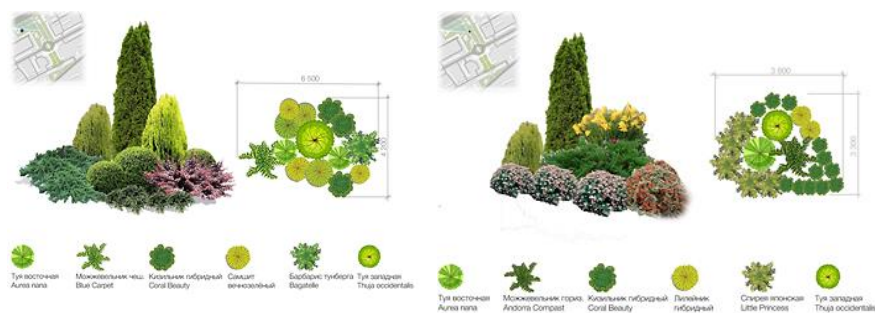 6 500
4 200
Туя восточная
Aurea nana
Можжевельник чеш.
Blue Carpet
Кизильник гибридный
Coral Beauty
Самшит
вечнозелёный
Барбарис тунберга
Bagatelle
Туя западная
Thuja occidentalis
3 800
3 300
Туя восточная
Aurea nana
Можжевельник гориз.
Andorra Compast
Кизильник гибридный
Coral Beauty
Лилейник
гибридный
Спирея японская
Little Princess
Туя западная
Thuja occidentalis